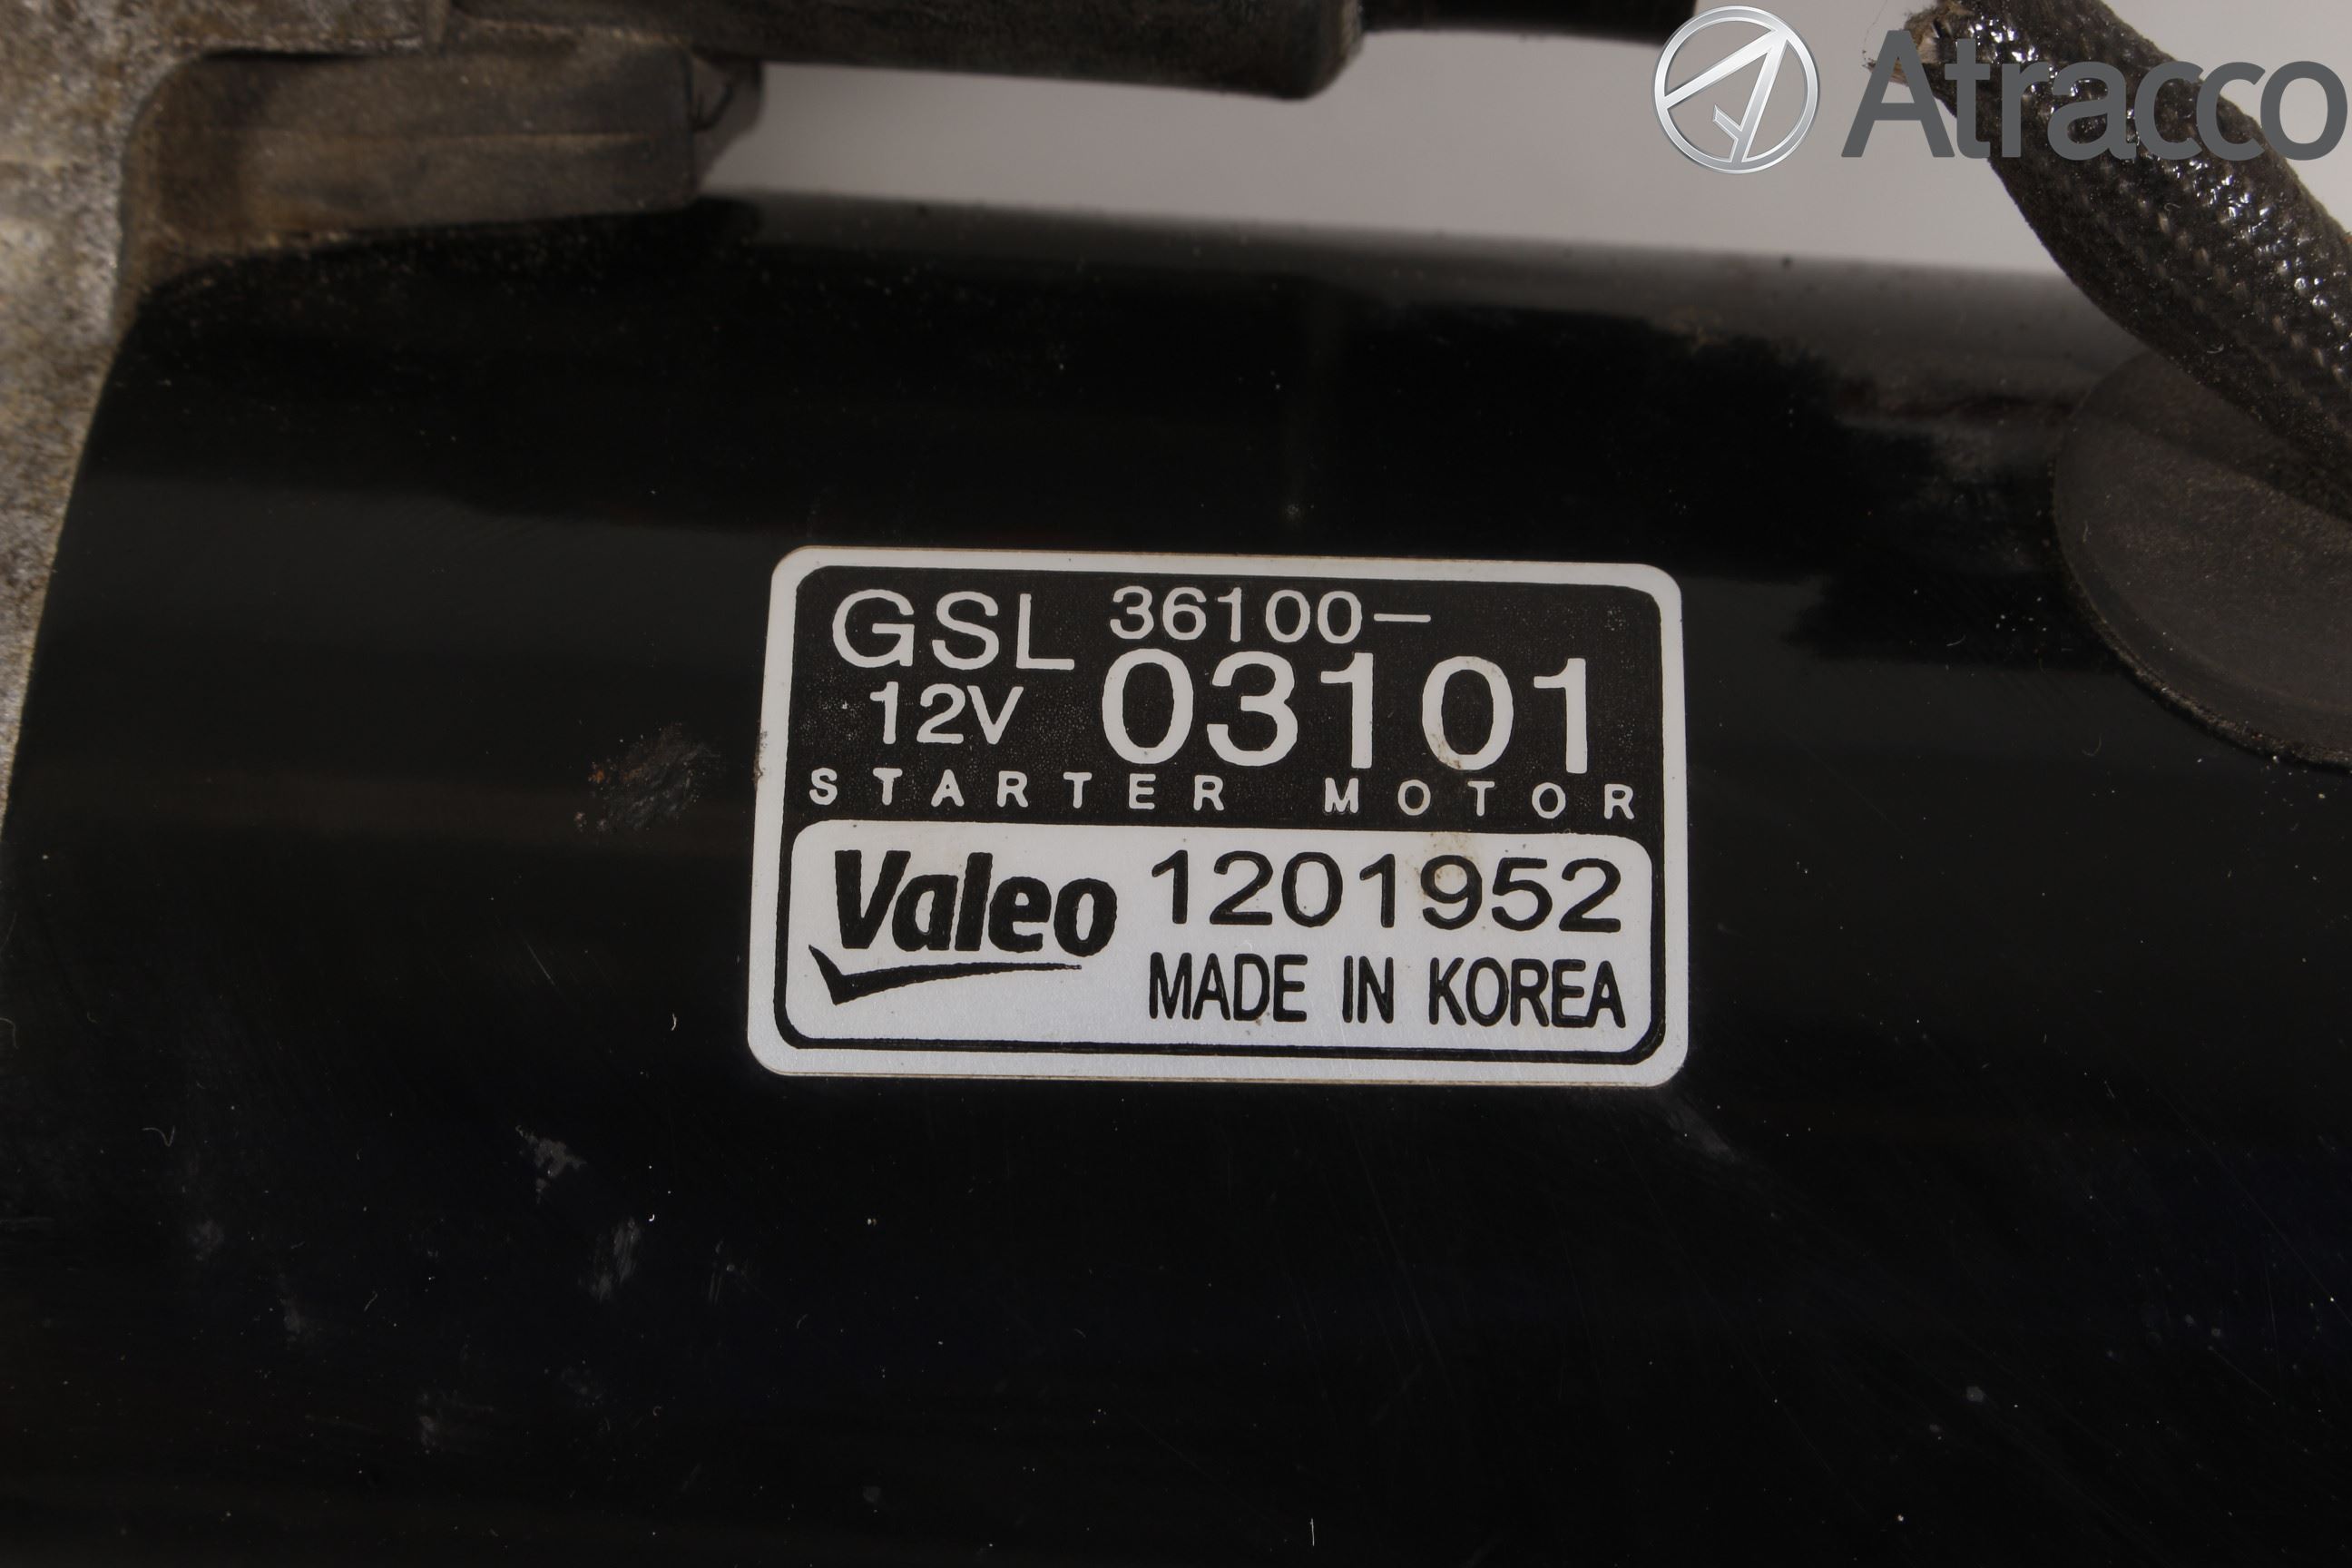 Atracco
GSL 36100-
12V 03101
STARTER MOTOR
Valeo 1201952
MADE IN KOREA